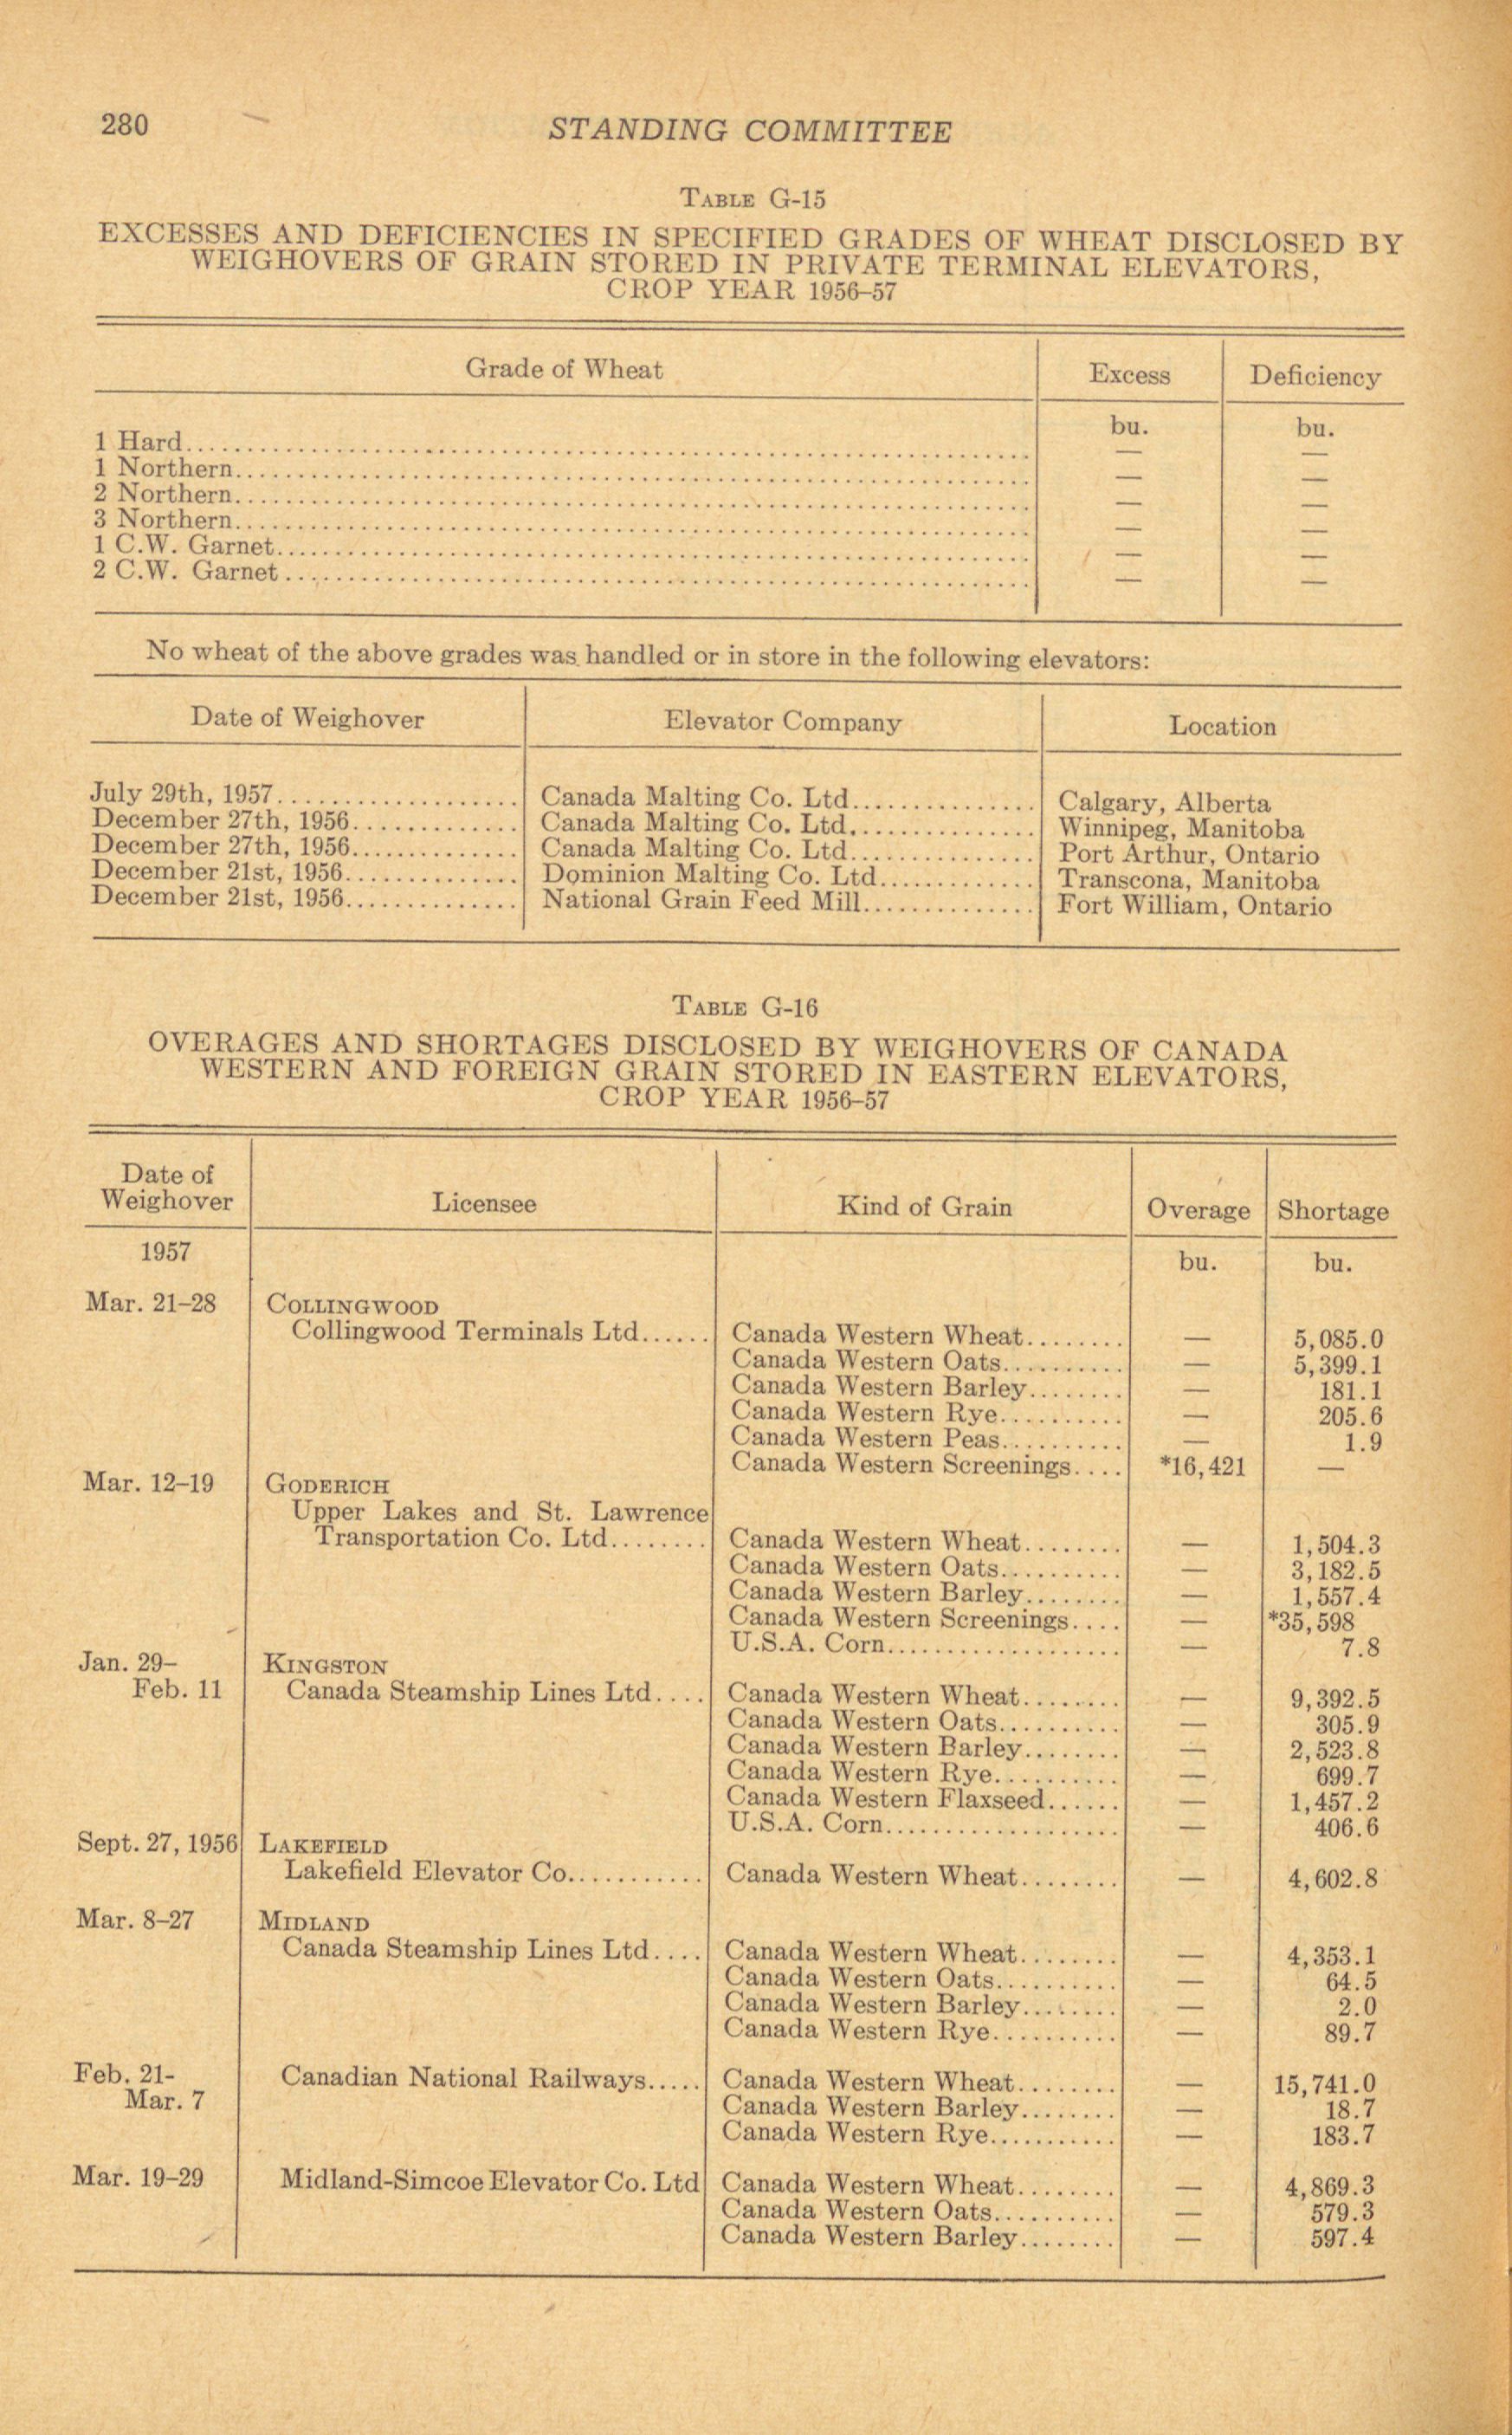 280
STANDING COMMITTEE
TABLE G-15
EXCESSES AND DEFICIENCIES IN SPECIFIED GRADES OF WHEAT DISCLOSED BY
WEIGHOVERS OF GRAIN STORED IN PRIVATE TERMINAL ELEVATORS,
CROP YEAR 1956–57
Grade of Wheat Excess Deficiency
bu. bu.
1 Hard — —
1 Northern — —
2 Northern — —
3 Northern — —
1 C.W. Garnet — —
2 C.W. Garnet — —
No wheat of the above grades was handled or in store in the following elevators:
Date of Weighover Elevator Company Location
July 29th, 1957 Canada Malting Co. Ltd. Calgary, Alberta
December 27th, 1956 Canada Malting Co. Ltd. Winnipeg, Manitoba
December 27th, 1956 Canada Malting Co. Ltd. Port Arthur, Ontario
December 21st, 1956 Dominion Malting Co. Ltd. Transcona, Manitoba
December 21st, 1956 National Grain Feed Mill Fort William, Ontario
TABLE G-16
OVERAGES AND SHORTAGES DISCLOSED BY WEIGHOVERS OF CANADA
WESTERN AND FOREIGN GRAIN STORED IN EASTERN ELEVATORS,
CROP YEAR 1956–57
Date of
Weighover Licensee Kind of Grain Overage Shortage
1957 bu. bu.
Mar. 21–28 COLLINGWOOD
Collingwood Terminals Ltd. Canada Western Wheat — 5,085.0
Canada Western Oats — 5,399.1
Canada Western Barley — 181.1
Canada Western Rye — 205.6
Canada Western Peas — 1.9
Canada Western Screenings *16,421 —
Mar. 12–19 GODERICH
Upper Lakes and St. Lawrence
Transportation Co. Ltd. Canada Western Wheat — 1,504.3
Canada Western Oats — 3,182.5
Canada Western Barley — 1,557.4
Canada Western Screenings — *35,598
U.S.A. Corn — 7.8
Jan. 29– KINGSTON
Feb. 11 Canada Steamship Lines Ltd. Canada Western Wheat — 9,392.5
Canada Western Oats — 305.9
Canada Western Barley — 2,523.8
Canada Western Rye — 699.7
Canada Western Flaxseed — 1,457.2
U.S.A. Corn — 406.6
Sept. 27, 1956 LAKEFIELD
Lakefield Elevator Co. Canada Western Wheat — 4,602.8
Mar. 8–27 MIDLAND
Canada Steamship Lines Ltd. Canada Western Wheat — 4,353.1
Canada Western Oats — 64.5
Canada Western Barley — 2.0
Canada Western Rye — 89.7
Feb. 21- Canadian National Railways Canada Western Wheat — 15,741.0
Mar. 7 Canada Western Barley — 18.7
Canada Western Rye — 183.7
Mar. 19–29 Midland-Simcoe Elevator Co. Ltd Canada Western Wheat — 4,869.3
Canada Western Oats — 579.3
Canada Western Barley — 597.4